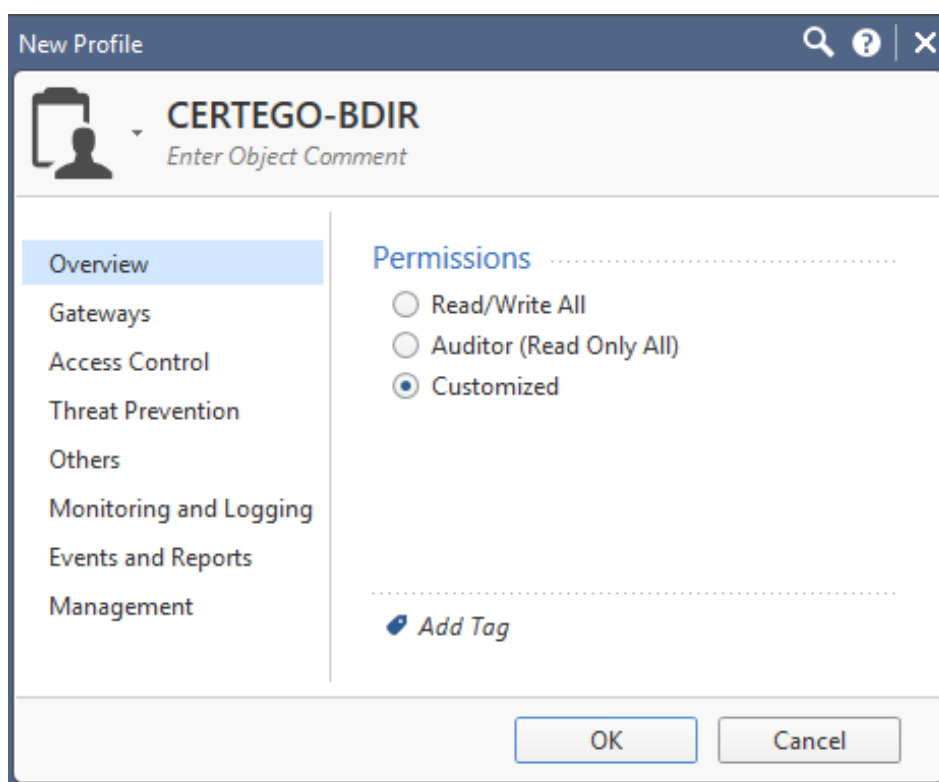 New Profile
CERTEGO-BDIR
Enter Object Comment
Overview
Gateways
Access Control
Threat Prevention
Others
Monitoring and Logging
Events and Reports
Management
Permissions
Read/Write All
Auditor (Read Only All)
Customized
Add Tag
OK
Cancel